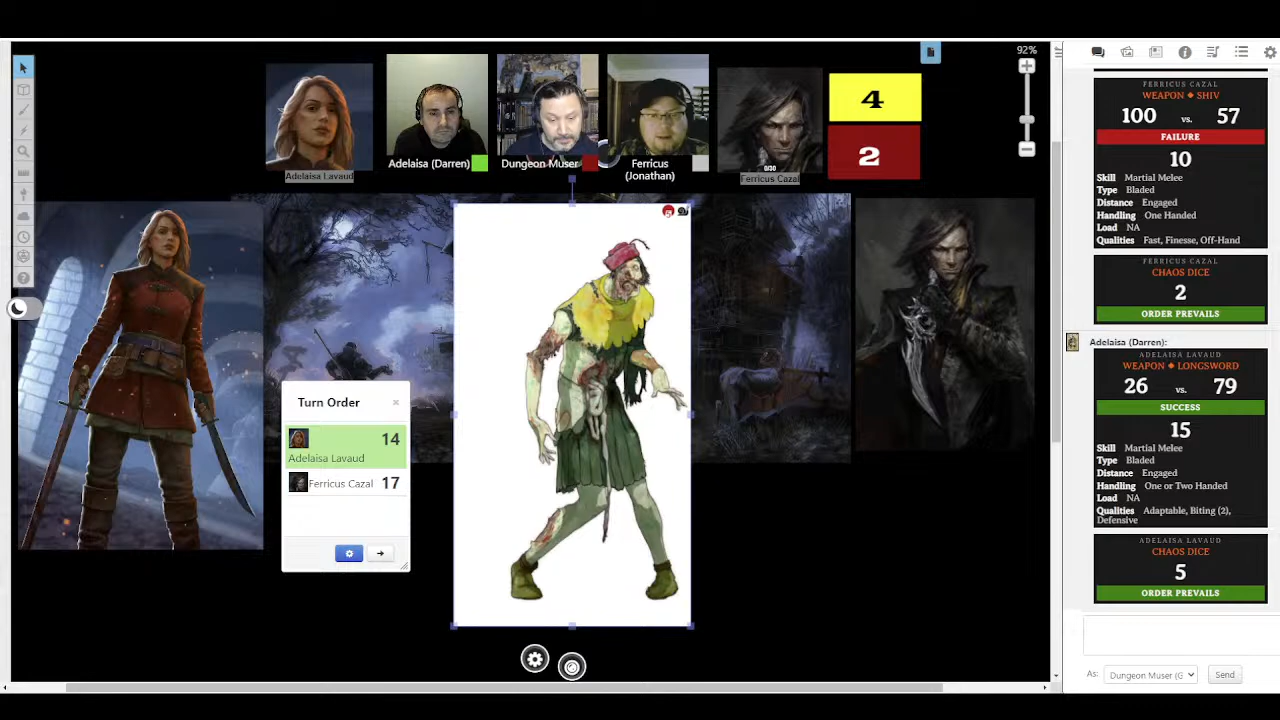 92%
4
2
Adelaisa (Darren)
Dungeon Muser
Ferricus
(Jonathan)
Adelaisa Lavaud
0/30
Ferricus Cazal
Turn Order
14
Adelaisa Lavaud
Ferricus Cazal 17
FERRICUS CAZAL
WEAPON ◆ SHIV
100 vs. 57
FAILURE
10
Skill Martial Melee
Type Bladed
Distance Engaged
Handling One Handed
Load NA
Qualities Fast, Finesse, Off-Hand
FERRICUS CAZAL
CHAOS DICE
2
ORDER PREVAILS
Adelaisa (Darren):
ADELAISA LAVAUD
WEAPON ◆ LONGSWORD
26 vs. 79
SUCCESS
15
Skill Martial Melee
Type Bladed
Distance Engaged
Handling One or Two Handed
Load NA
Qualities Adaptable, Biting (2),
Defensive
ADELAISA LAVAUD
CHAOS DICE
5
ORDER PREVAILS
As: Dungeon Muser (G
Send